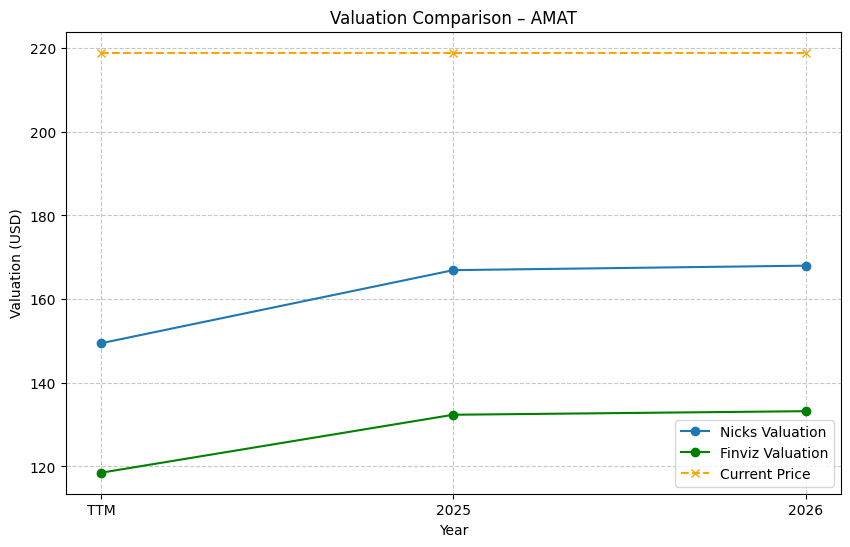 Valuation Comparison – AMAT
Valuation (USD)
220
200
180
160
140
120
TTM
2025
2026
Year
Nicks Valuation
Finviz Valuation
Current Price